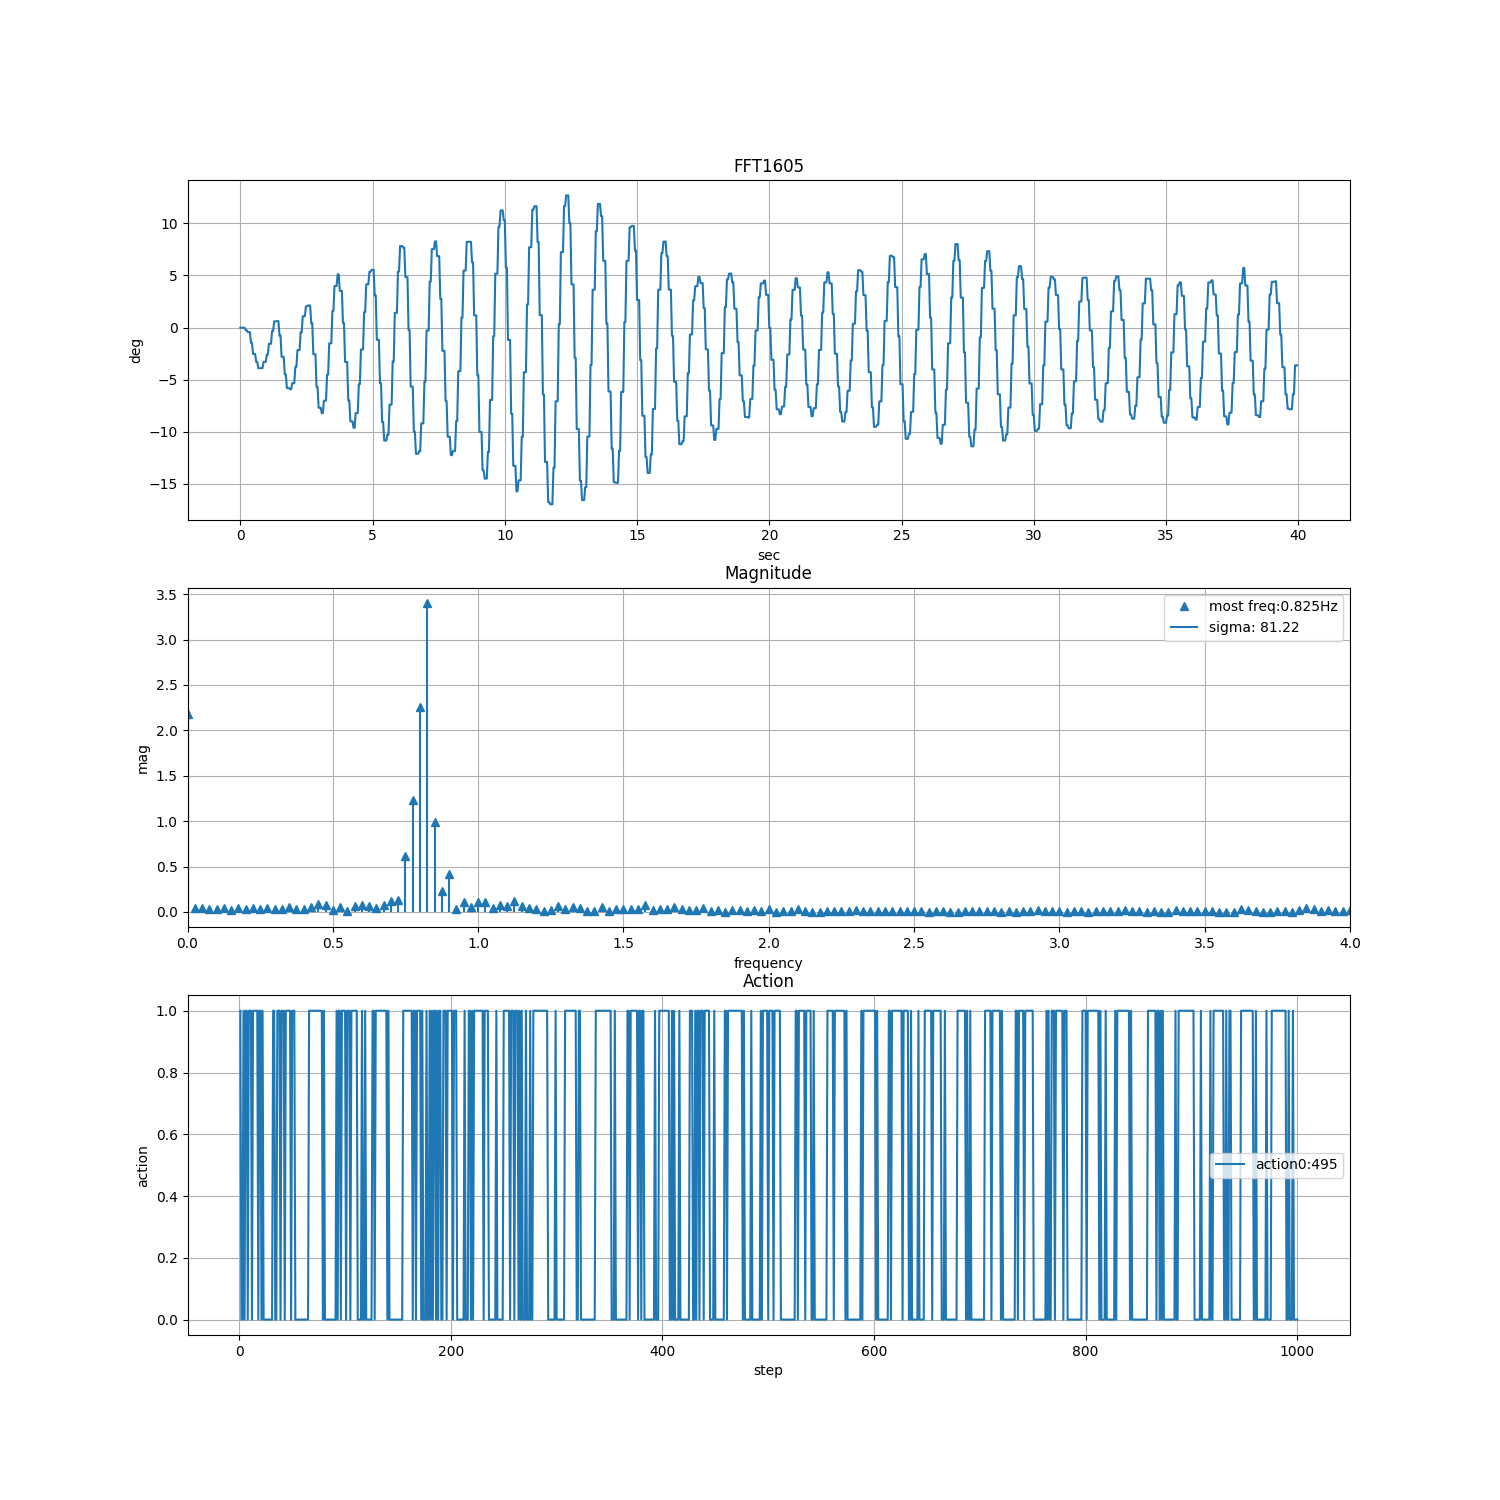 FFT1605
10
5
0
−5
−10
−15
deg
0 5 10 15 20 25 30 35 40
sec
Magnitude
3.5
3.0
2.5
2.0
1.5
1.0
0.5
0.0
mag
most freq:0.825Hz
sigma: 81.22
0.0 0.5 1.0 1.5 2.0 2.5 3.0 3.5 4.0
frequency
Action
1.0
0.8
0.6
0.4
0.2
0.0
action
action0:495
0 200 400 600 800 1000
step